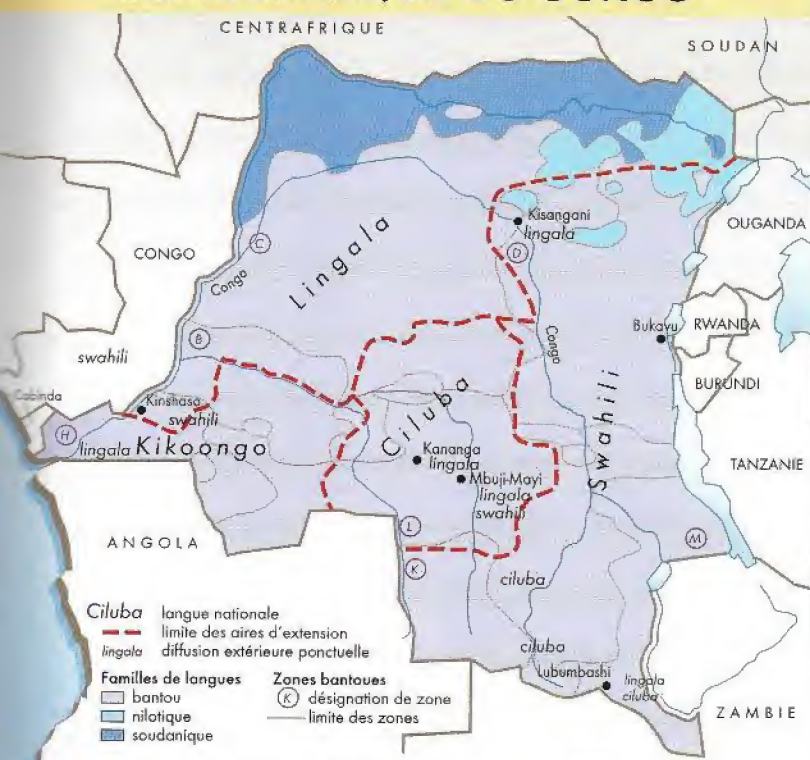 CENTRAFRIQUE
SOUDAN
Kisangani
lingala
OUGANDA
Lingala
CONGO
C
D
Congo
B
Congo
Bukavu
RWANDA
swahili
BURUNDI
Cabinda
Kinshasa
swahili
Ciluba
Swahili
H
lingala
Kikoongo
Kananga
lingala
Mbuji-Mayi
lingala
swahili
TANZANIE
ANGOLA
L
K
M
ciluba
ciluba
Lubumbashi
lingala
ciluba
ZAMBIE
Ciluba langue nationale
limite des aires d'extension
lingala diffusion extérieure ponctuelle
Familles de langues
bantou
nilotique
soudanique
Zones bantoues
K désignation de zone
limite des zones